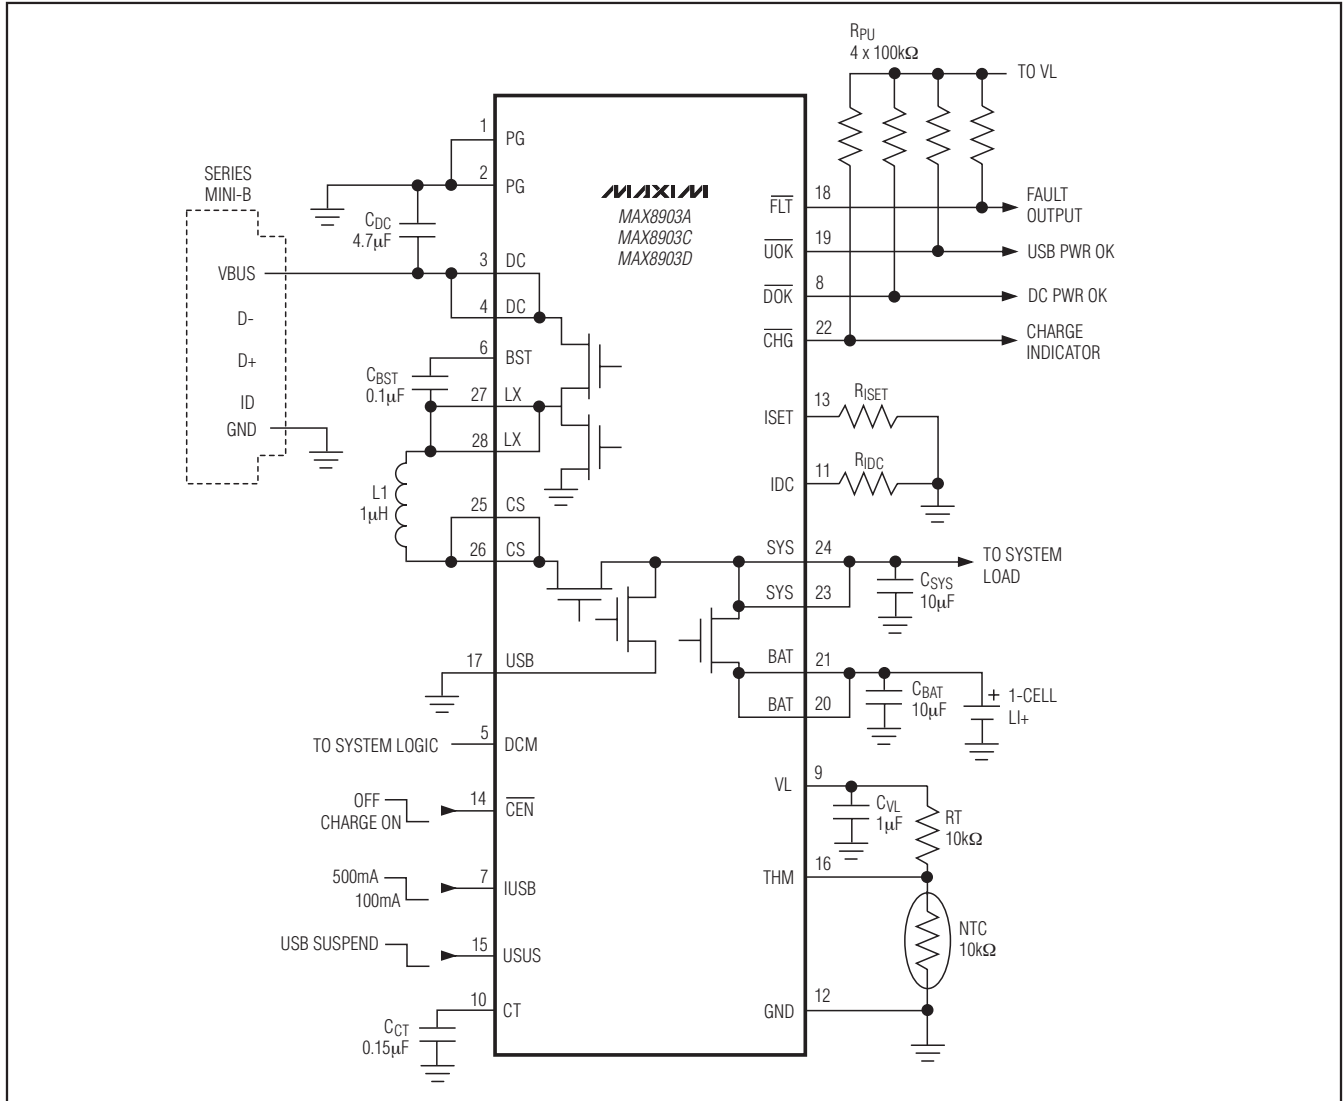 RPU
4 x 100kΩ
TO VL
1
PG
2
PG
SERIES
MINI-B
MAXIM
MAX8903A
MAX8903C
MAX8903D
CDC
4.7µF
VBUS
D-
D+
ID
GND
3
DC
4
DC
6
BST
CBST
0.1µF
27
LX
28
LX
L1
1µH
25
CS
26
CS
17
USB
TO SYSTEM LOGIC
5
DCM
OFF
CHARGE ON
14
CEN
500mA
100mA
7
IUSB
USB SUSPEND
15
USUS
10
CT
CCT
0.15µF
FLT
18
FAULT
OUTPUT
UOK
19
USB PWR OK
DOK
8
DC PWR OK
CHG
22
CHARGE
INDICATOR
ISET
13
RISET
IDC
11
RIDC
SYS
24
TO SYSTEM
LOAD
SYS
23
CSYS
10µF
BAT
21
BAT
20
CBAT
10µF
+
1-CELL
LI+
VL
9
CVL
1µF
RT
10kΩ
THM
16
NTC
10kΩ
GND
12